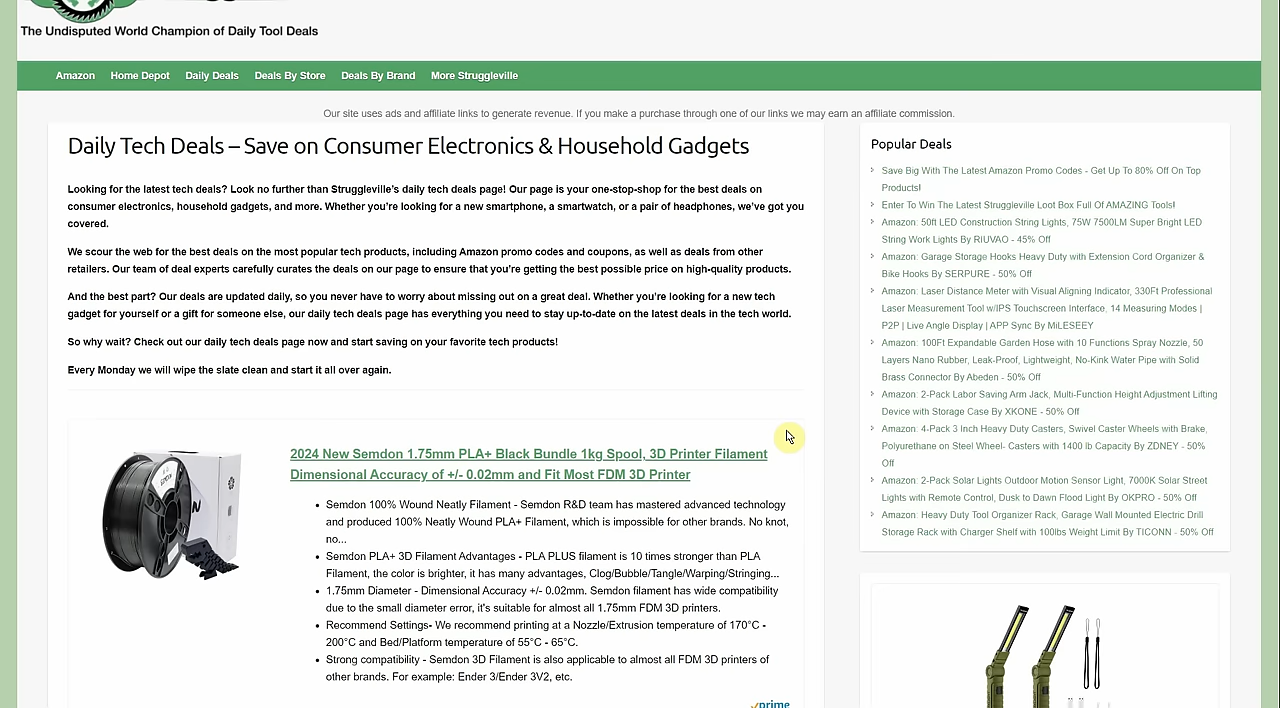 The Undisputed World Champion of Daily Tool Deals
Amazon Home Depot Daily Deals Deals By Store Deals By Brand More Struggleville
Our site uses ads and affiliate links to generate revenue. If you make a purchase through one of our links we may earn an affiliate commission.
Daily Tech Deals – Save on Consumer Electronics & Household Gadgets
Looking for the latest tech deals? Look no further than Struggleville's daily tech deals page! Our page is your one-stop-shop for the best deals on
consumer electronics, household gadgets, and more. Whether you're looking for a new smartphone, a smartwatch, or a pair of headphones, we've got you
covered.
We scour the web for the best deals on the most popular tech products, including Amazon promo codes and coupons, as well as deals from other
retailers. Our team of deal experts carefully curates the deals on our page to ensure that you're getting the best possible price on high-quality products.
And the best part? Our deals are updated daily, so you never have to worry about missing out on a great deal. Whether you're looking for a new tech
gadget for yourself or a gift for someone else, our daily tech deals page has everything you need to stay up-to-date on the latest deals in the tech world.
So why wait? Check out our daily tech deals page now and start saving on your favorite tech products!
Every Monday we will wipe the slate clean and start it all over again.
2024 New Semdon 1.75mm PLA+ Black Bundle 1kg Spool, 3D Printer Filament
Dimensional Accuracy of +/- 0.02mm and Fit Most FDM 3D Printer
Semdon 100% Wound Neatly Filament - Semdon R&D team has mastered advanced technology
and produced 100% Neatly Wound PLA+ Filament, which is impossible for other brands. No knot,
no...
Semdon PLA+ 3D Filament Advantages - PLA PLUS filament is 10 times stronger than PLA
Filament, the color is brighter, it has many advantages, Clog/Bubble/Tangle/Warping/Stringing...
1.75mm Diameter - Dimensional Accuracy +/- 0.02mm. Semdon filament has wide compatibility
due to the small diameter error, it's suitable for almost all 1.75mm FDM 3D printers.
Recommend Settings- We recommend printing at a Nozzle/Extrusion temperature of 170°C -
200°C and Bed/Platform temperature of 55°C - 65°C.
Strong compatibility - Semdon 3D Filament is also applicable to almost all FDM 3D printers of
other brands. For example: Ender 3/Ender 3V2, etc.
prime
Popular Deals
Save Big With The Latest Amazon Promo Codes - Get Up To 80% Off On Top
Products!
Enter To Win The Latest Struggleville Loot Box Full Of AMAZING Tools!
Amazon: 50ft LED Construction String Lights, 75W 7500LM Super Bright LED
String Work Lights By RIUVAO - 45% Off
Amazon: Garage Storage Hooks Heavy Duty with Extension Cord Organizer &
Bike Hooks By SERPURE - 50% Off
Amazon: Laser Distance Meter with Visual Aligning Indicator, 330Ft Professional
Laser Measurement Tool w/IPS Touchscreen Interface, 14 Measuring Modes |
P2P | Live Angle Display | APP Sync By MiLESEEY
Amazon: 100Ft Expandable Garden Hose with 10 Functions Spray Nozzle, 50
Layers Nano Rubber, Leak-Proof, Lightweight, No-Kink Water Pipe with Solid
Brass Connector By Abeden - 50% Off
Amazon: 2-Pack Labor Saving Arm Jack, Multi-Function Height Adjustment Lifting
Device with Storage Case By XKONE - 50% Off
Amazon: 4-Pack 3 Inch Heavy Duty Casters, Swivel Caster Wheels with Brake,
Polyurethane on Steel Wheel- Casters with 1400 lb Capacity By ZDNEY - 50%
Off
Amazon: 2-Pack Solar Lights Outdoor Motion Sensor Light, 7000K Solar Street
Lights with Remote Control, Dusk to Dawn Flood Light By OKPRO - 50% Off
Amazon: Heavy Duty Tool Organizer Rack, Garage Wall Mounted Electric Drill
Storage Rack with Charger Shelf with 100lbs Weight Limit By TICONN - 50% Off